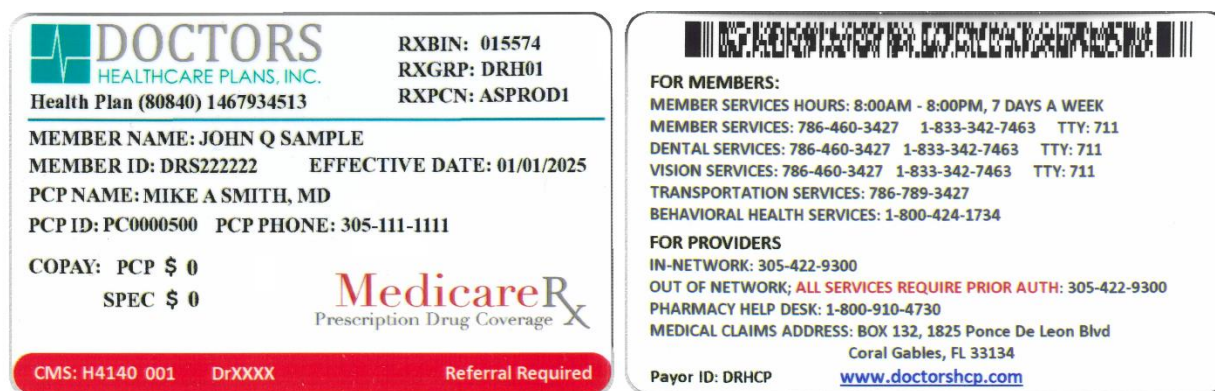 DOCTORS
HEALTHCARE PLANS, INC.
Health Plan (80840) 1467934513
RXBIN: 015574
RXGRP: DRH01
RXPCN: ASPROD1
MEMBER NAME: JOHN Q SAMPLE
MEMBER ID: DRS222222 EFFECTIVE DATE: 01/01/2025
PCP NAME: MIKE A SMITH, MD
PCP ID: PC0000500 PCP PHONE: 305-111-1111
COPAY: PCP $ 0
SPEC $ 0
MedicareRx
Prescription Drug Coverage
CMS: H4140 001 DrXXXX Referral Required
FOR MEMBERS:
MEMBER SERVICES HOURS: 8:00AM - 8:00PM, 7 DAYS A WEEK
MEMBER SERVICES: 786-460-3427 1-833-342-7463 TTY: 711
DENTAL SERVICES: 786-460-3427 1-833-342-7463 TTY: 711
VISION SERVICES: 786-460-3427 1-833-342-7463 TTY: 711
TRANSPORTATION SERVICES: 786-789-3427
BEHAVIORAL HEALTH SERVICES: 1-800-424-1734
FOR PROVIDERS
IN-NETWORK: 305-422-9300
OUT OF NETWORK; ALL SERVICES REQUIRE PRIOR AUTH: 305-422-9300
PHARMACY HELP DESK: 1-800-910-4730
MEDICAL CLAIMS ADDRESS: BOX 132, 1825 Ponce De Leon Blvd
Coral Gables, FL 33134
Payor ID: DRHCP www.doctorshcp.com